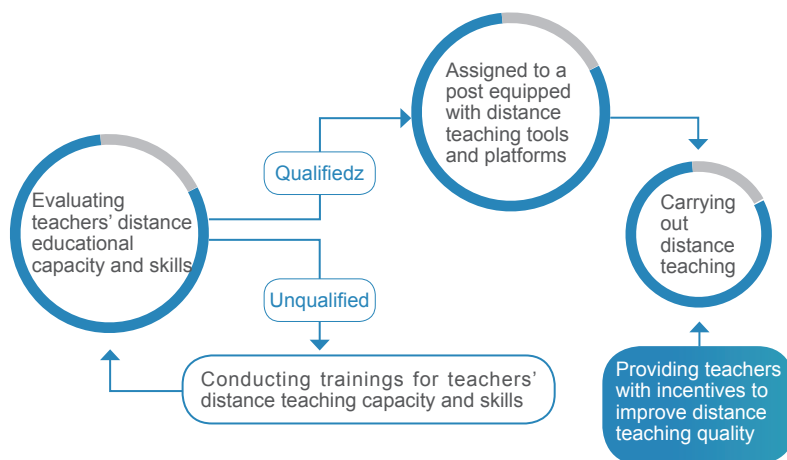 Evaluating
teachers’ distance
educational
capacity and skills
Qualifiedz
Unqualified
Conducting trainings for teachers’
distance teaching capacity and skills
Assigned to a
post equipped
with distance
teaching tools
and platforms
Carrying
out
distance
teaching
Providing teachers
with incentives to
improve distance
teaching quality